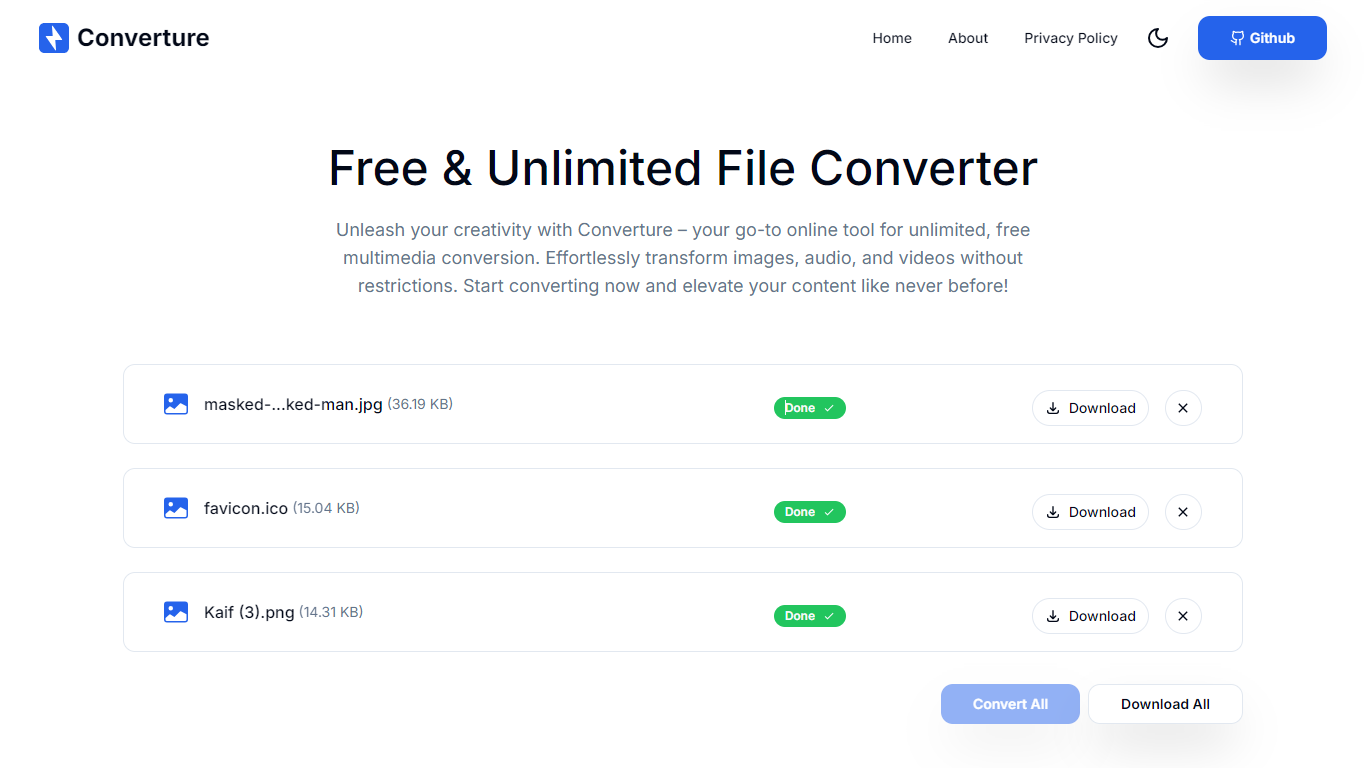 Converture
Home
About
Privacy Policy
Github
Free & Unlimited File Converter
Unleash your creativity with Converture – your go-to online tool for unlimited, free
multimedia conversion. Effortlessly transform images, audio, and videos without
restrictions. Start converting now and elevate your content like never before!
masked-...ked-man.jpg (36.19 KB)
Done
Download
favicon.ico (15.04 KB)
Done
Download
Kaif (3).png (14.31 KB)
Done
Download
Convert All
Download All